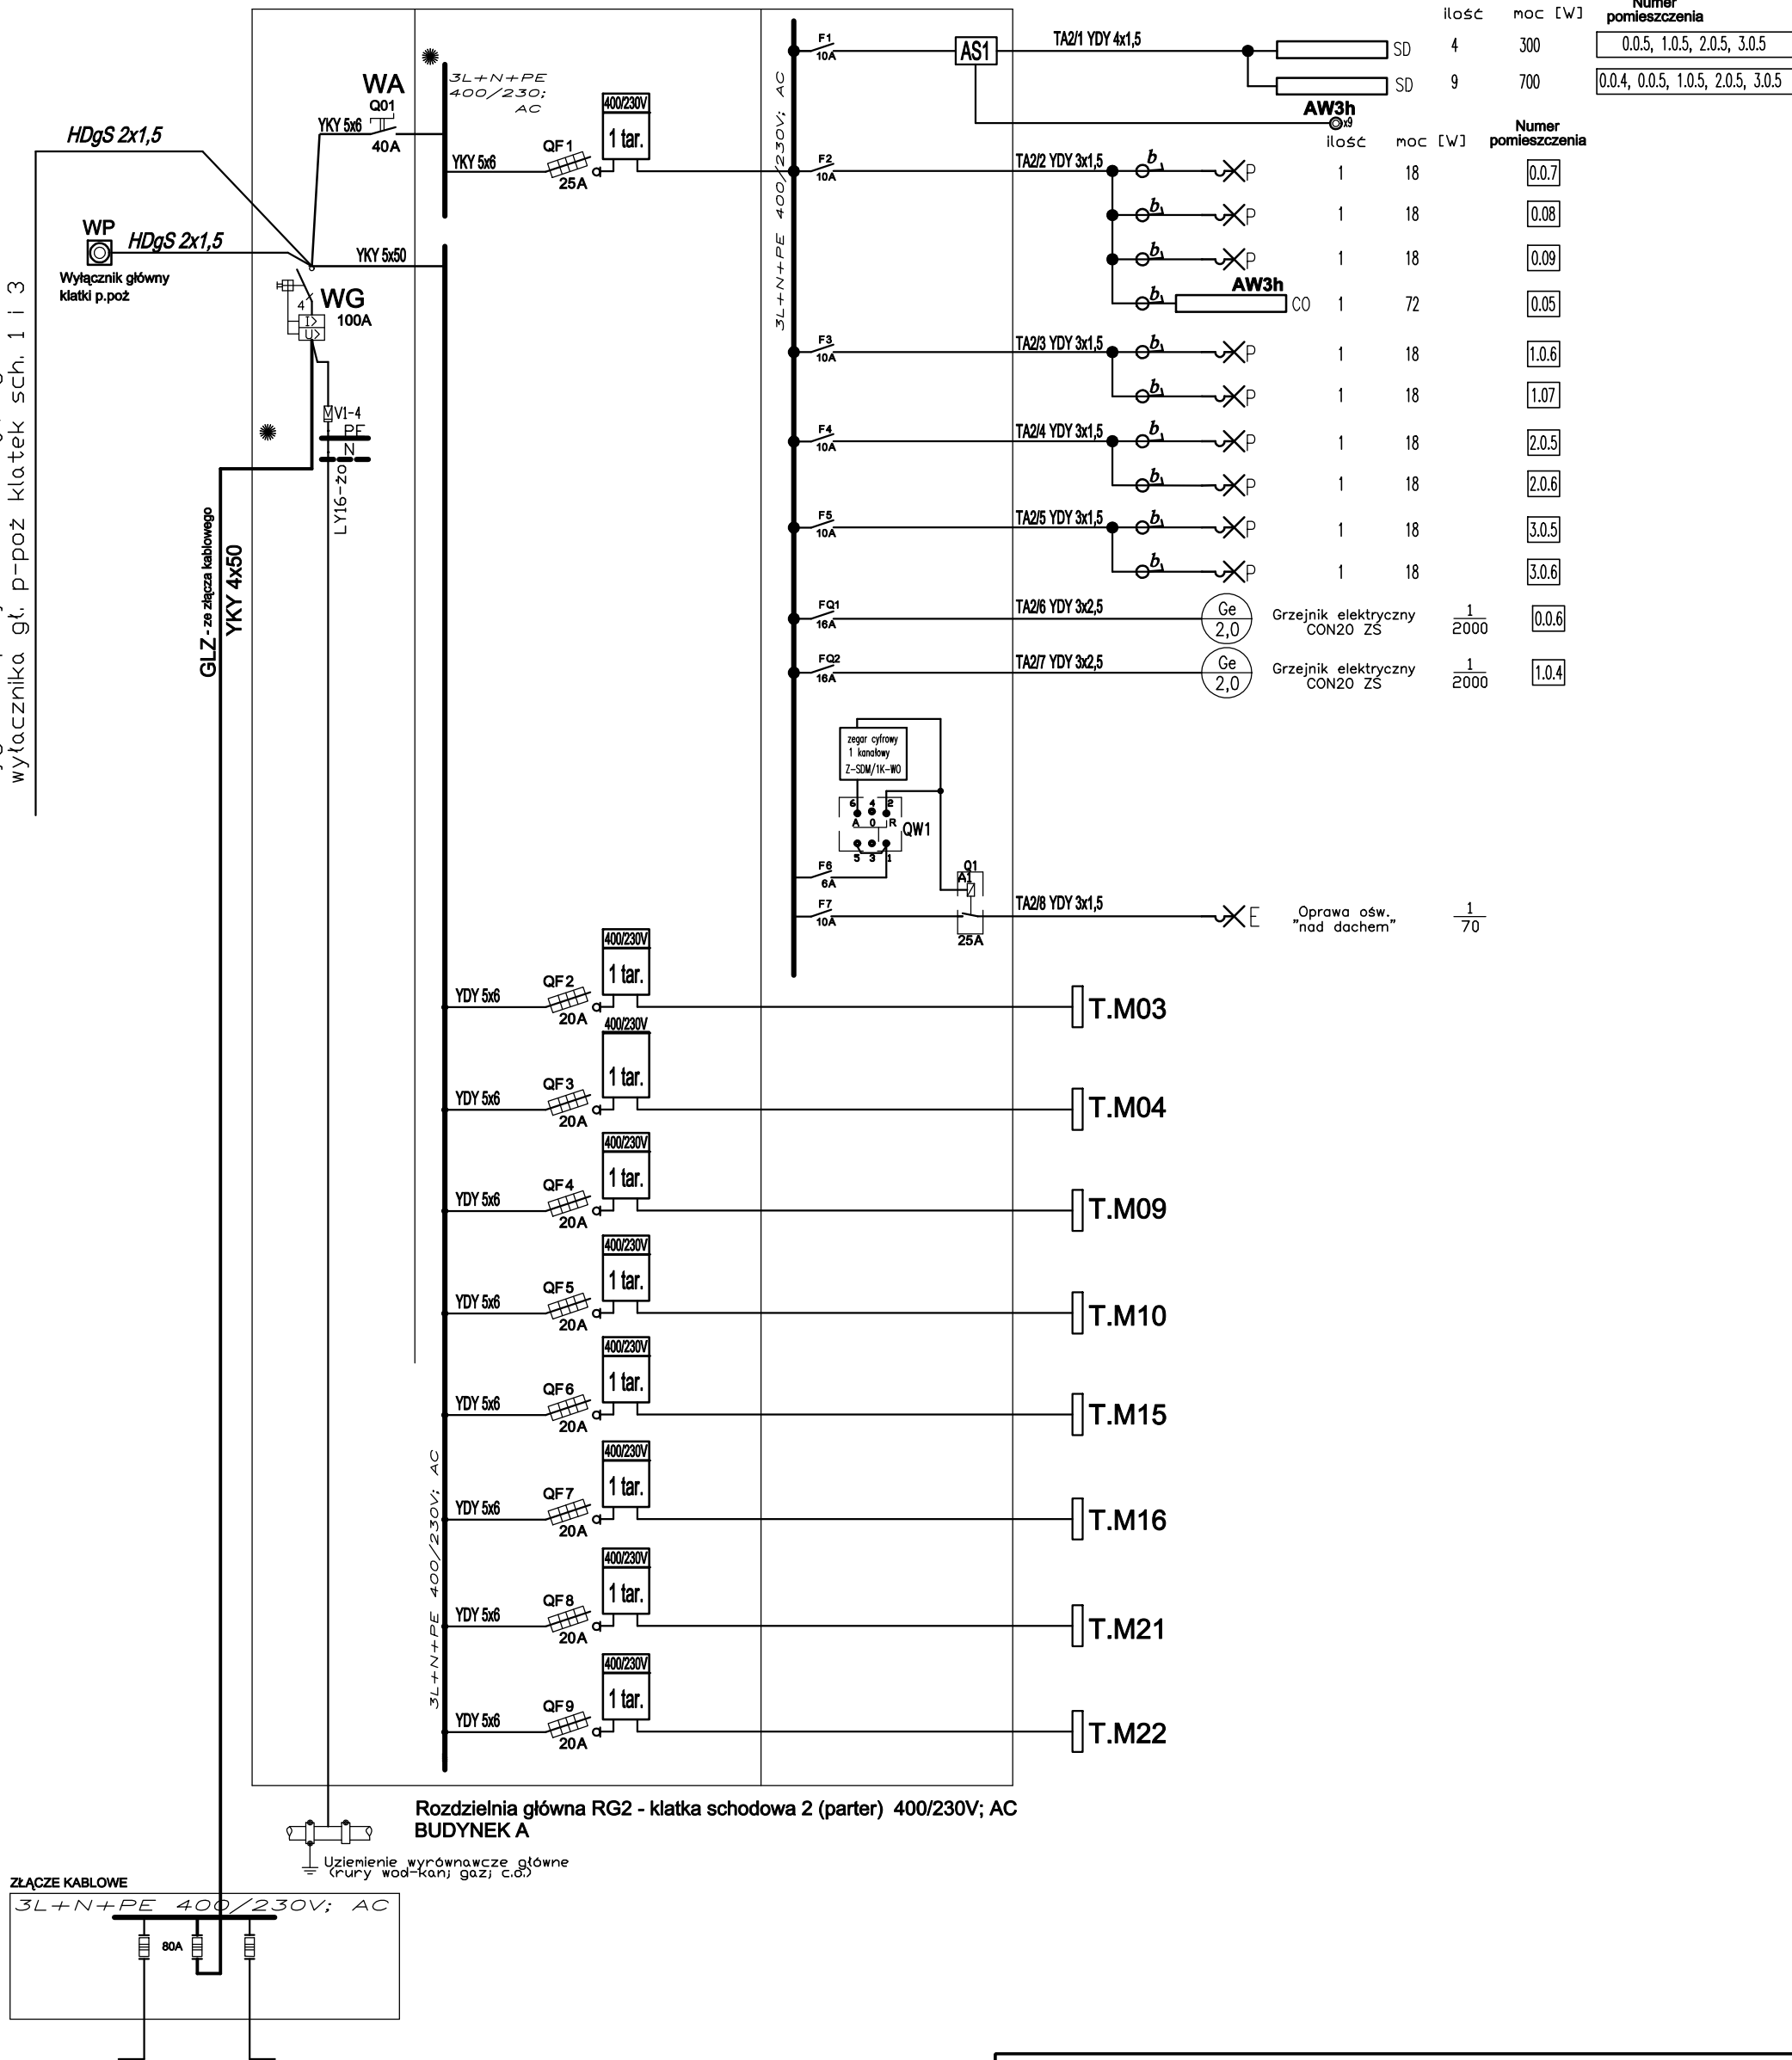 ilość moc [W] Numer
pomieszczenia
F1
10A
AS1
TA2/1 YDY 4x1,5
SD 4 300 0.0.5, 1.0.5, 2.0.5, 3.0.5
SD 9 700 0.0.4, 0.0.5, 1.0.5, 2.0.5, 3.0.5
AW3h
x9
ilość moc [W] Numer
pomieszczenia
WA
Q01
YKY 5x6
40A
3L+N+PE
400/230;
AC
HDgS 2x1,5
400/230V
1 tar.
YKY 5x6
QF1
25A
3L+N+PE 400/230V; AC
F2
10A
TA2/2 YDY 3x1,5
b P 1 18 0.0.7
b P 1 18 0.08
b P 1 18 0.09
AW3h
b CO 1 72 0.05
WP
HDgS 2x1,5
Wyłącznik główny
klatki p.poż
YKY 5x50
4
WG
100A
I>
U>
F3
10A
TA2/3 YDY 3x1,5
b P 1 18 1.0.6
b P 1 18 1.07
V1-4
PE
N
LY16-żo
F4
10A
TA2/4 YDY 3x1,5
b P 1 18 2.0.5
b P 1 18 2.0.6
F5
10A
TA2/5 YDY 3x1,5
b P 1 18 3.0.5
b P 1 18 3.0.6
wyłacznika gł. p-poż klatek sch. 1 i 3
GLZ - ze złącza kablowego
YKY 4x50
FQ1
16A
TA2/6 YDY 3x2,5
Ge
2,0
Grzejnik elektryczny
CON20 ZS
1
2000
0.0.6
FQ2
16A
TA2/7 YDY 3x2,5
Ge
2,0
Grzejnik elektryczny
CON20 ZS
1
2000
1.0.4
zegar cyfrowy
1 kanałowy
Z-SDM/1K-WO
6 4 2
A 0 R
QW1
5 3 1
F6
6A
Q1
A1
F7
10A
25A
TA2/8 YDY 3x1,5
E
Oprawa ośw.
"nad dachem"
1
70
400/230V
1 tar.
YDY 5x6
QF2
20A
T.M03
400/230V
1 tar.
YDY 5x6
QF3
20A
T.M04
400/230V
1 tar.
YDY 5x6
QF4
20A
T.M09
400/230V
1 tar.
YDY 5x6
QF5
20A
T.M10
400/230V
1 tar.
YDY 5x6
QF6
20A
T.M15
400/230V
1 tar.
YDY 5x6
QF7
20A
T.M16
400/230V
1 tar.
YDY 5x6
QF8
20A
T.M21
400/230V
1 tar.
YDY 5x6
QF9
20A
T.M22
3L+N+PE 400/230V; AC
Rozdzielnia główna RG2 - klatka schodowa 2 (parter) 400/230V; AC
BUDYNEK A
Uziemienie wyrównawcze główne
(rury wod-kan; gaz; c.o.)
ZŁĄCZE KABLOWE
3L+N+PE 400/230V; AC
80A